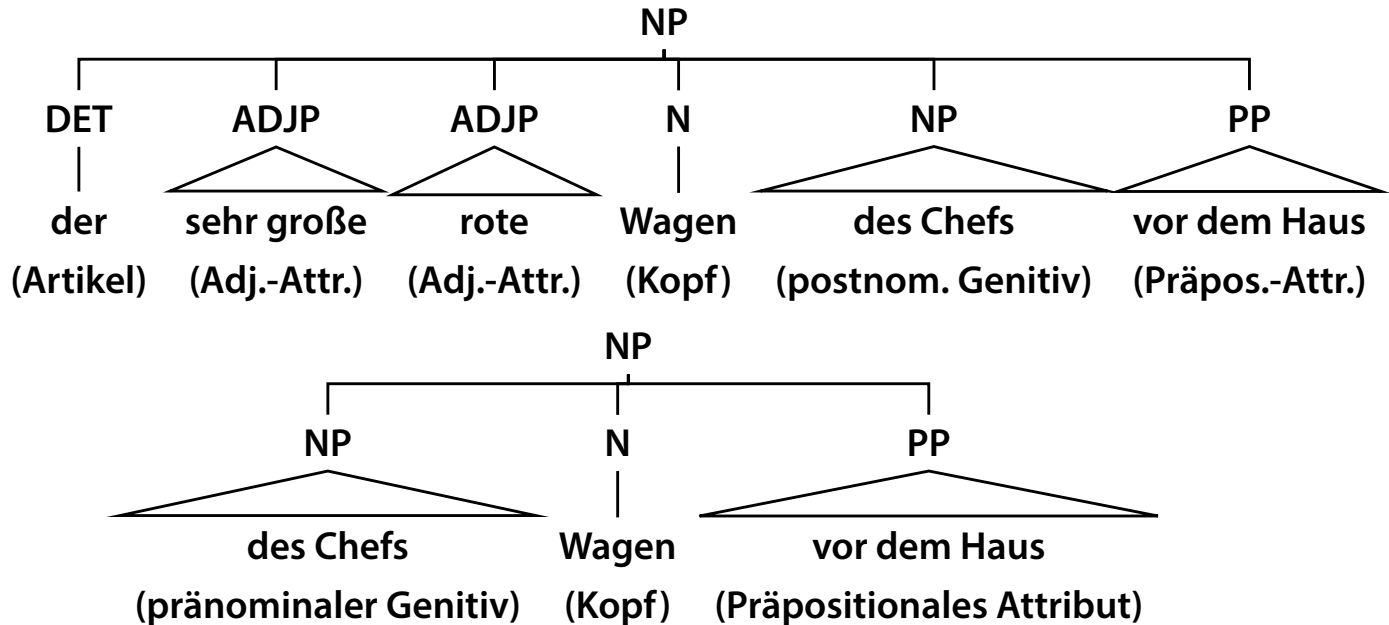 NP
DET ADJP ADJP N NP PP
der sehr große rote Wagen des Chefs vor dem Haus
(Artikel) (Adj.-Attr.) (Adj.-Attr.) (Kopf) (postnom. Genitiv) (Präpos.-Attr.)
NP
NP N PP
des Chefs Wagen vor dem Haus
(pränominaler Genitiv) (Kopf) (Präpositionales Attribut)